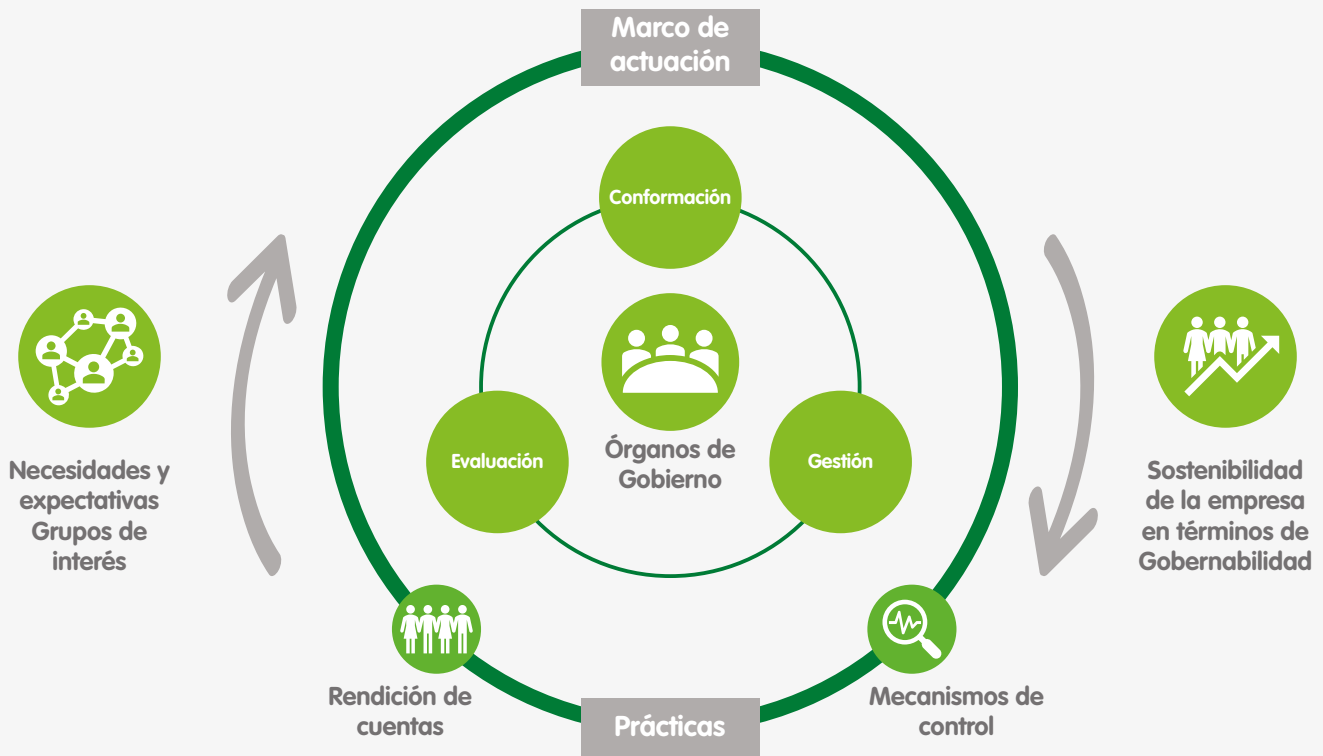 Marco de
actuación
Conformación
Órganos de
Gobierno
Evaluación
Gestión
Necesidades y
expectativas
Grupos de
interés
Sostenibilidad
de la empresa
en términos de
Gobernabilidad
Rendición de
cuentas
Prácticas
Mecanismos de
control